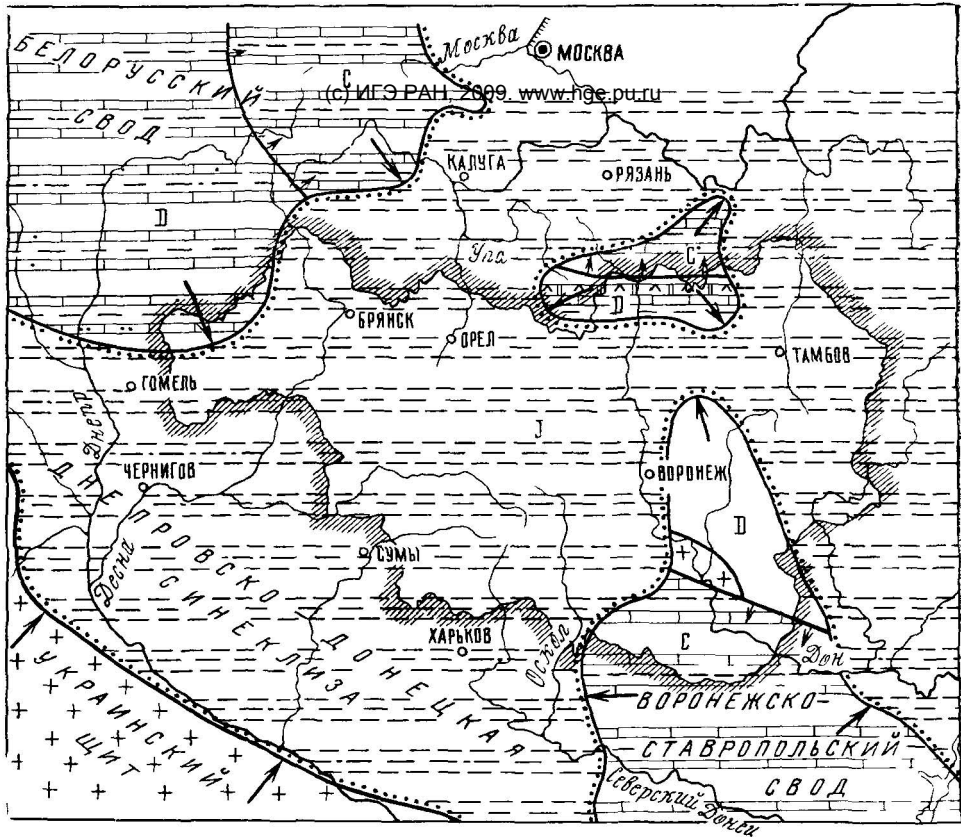 Москва
МОСКВА
БЕЛОРУССКИЙ
СВОД
С
(с) ИГЭ РАН, 2009. www.hge.pu.ru
КАЛУГА
РЯЗАНЬ
D
Упа
С
D
БРЯНСК
ОРЕЛ
ТАМБОВ
ГОМЕЛЬ
Днепр
J
ЧЕРНИГОВ
ВОРОНЕЖ
D
ДНЕПРОВСКО
ДОНЕЦКАЯ
СИНЕКЛИЗА
Десна
СУМЫ
ХАРЬКОВ
Оскол
С
Дон
УКРАИНСКИЙ
ЩИТ
ВОРОНЕЖСКО-
СТАВРОПОЛЬСКИЙ
СВОД
Северский Донец